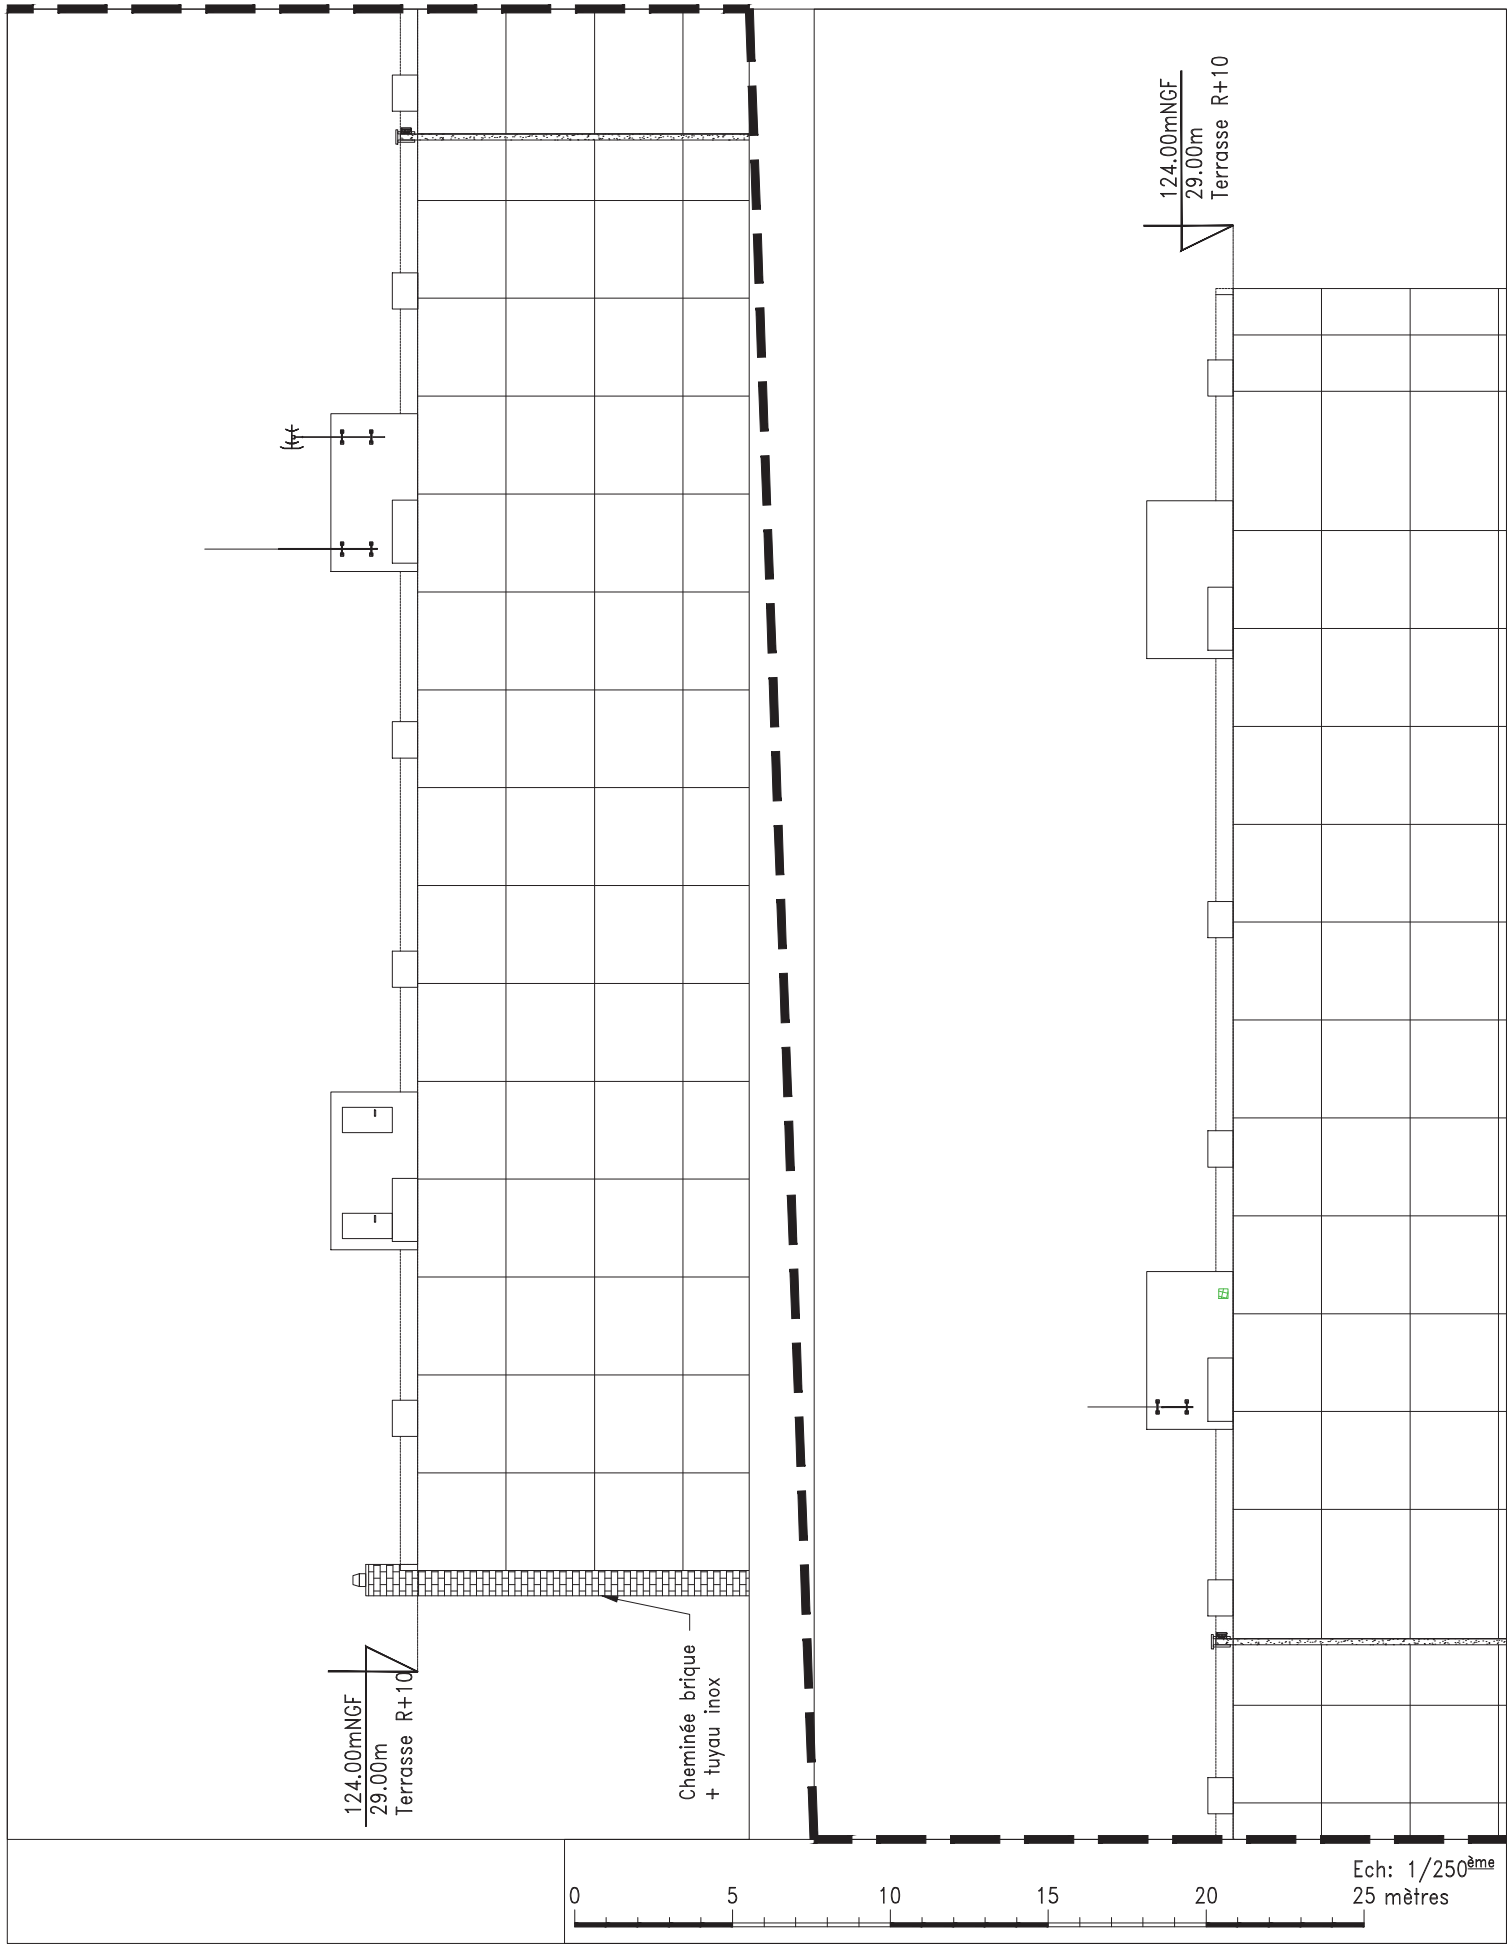 124.00mNGF
29.00m
Terrasse R+10
124.00mNGF
29.00m
Terrasse R+10
Cheminée brique
+ tuyau inox
Ech: 1/250ème
0 5 10 15 20 25 mètres